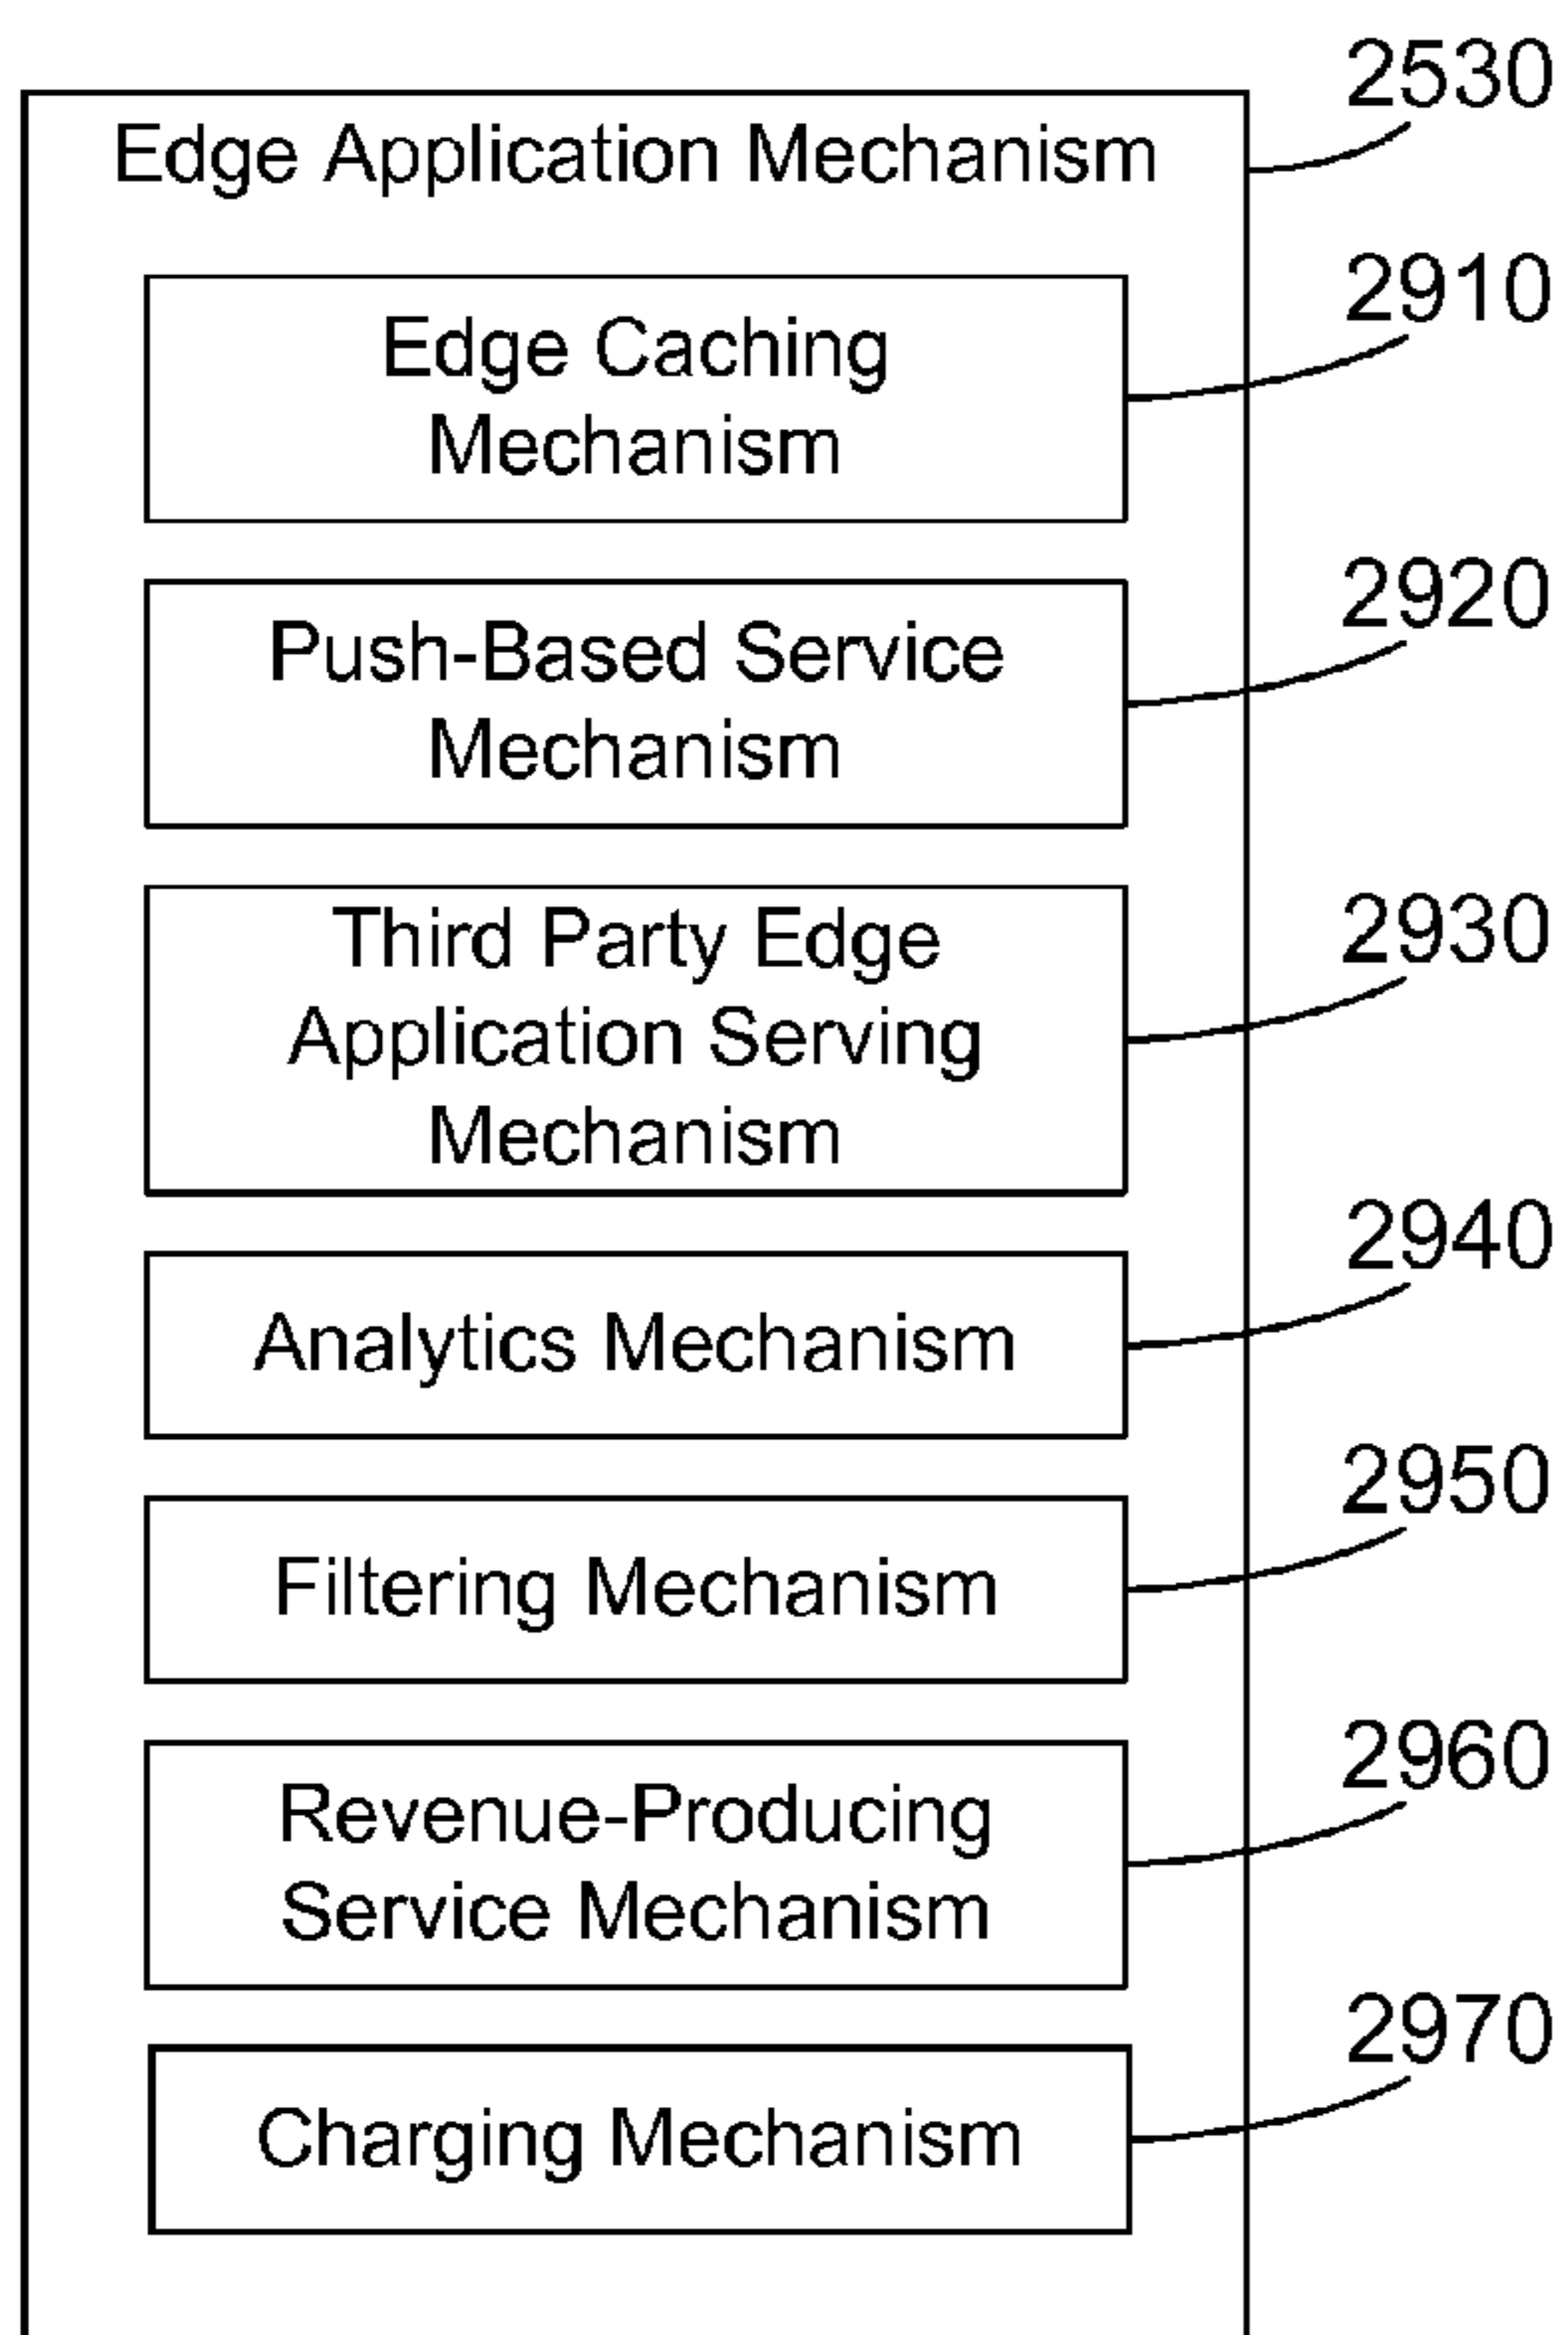 2530
Edge Application Mechanism
2910
Edge Caching
Mechanism
2920
Push-Based Service
Mechanism
2930
Third Party Edge
Application Serving
Mechanism
2940
Analytics Mechanism
2950
Filtering Mechanism
2960
Revenue-Producing
Service Mechanism
2970
Charging Mechanism